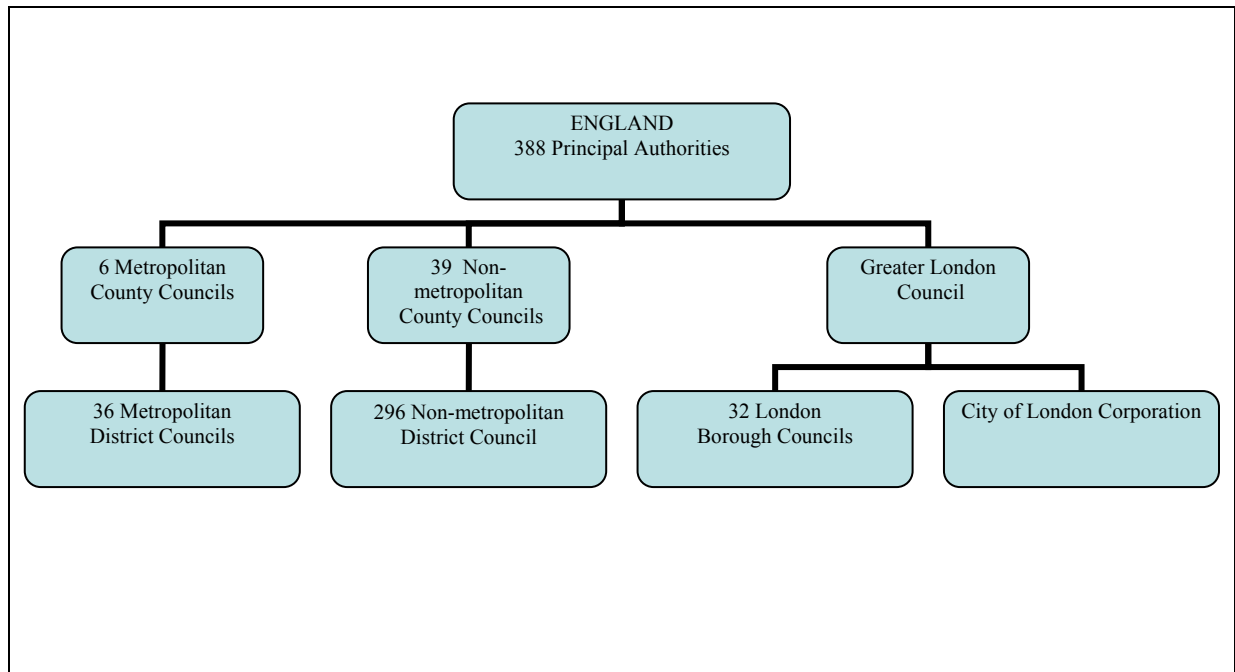 ENGLAND
388 Principal Authorities
6 Metropolitan
County Councils
39 Non-
metropolitan
County Councils
Greater London
Council
36 Metropolitan
District Councils
296 Non-metropolitan
District Council
32 London
Borough Councils
City of London Corporation